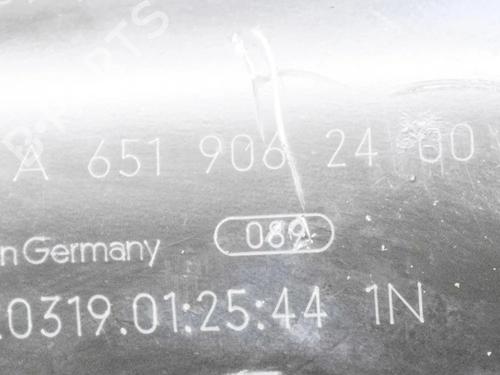 A 651 906 24 00
n Germany 089
.0319.01:25:44 1N